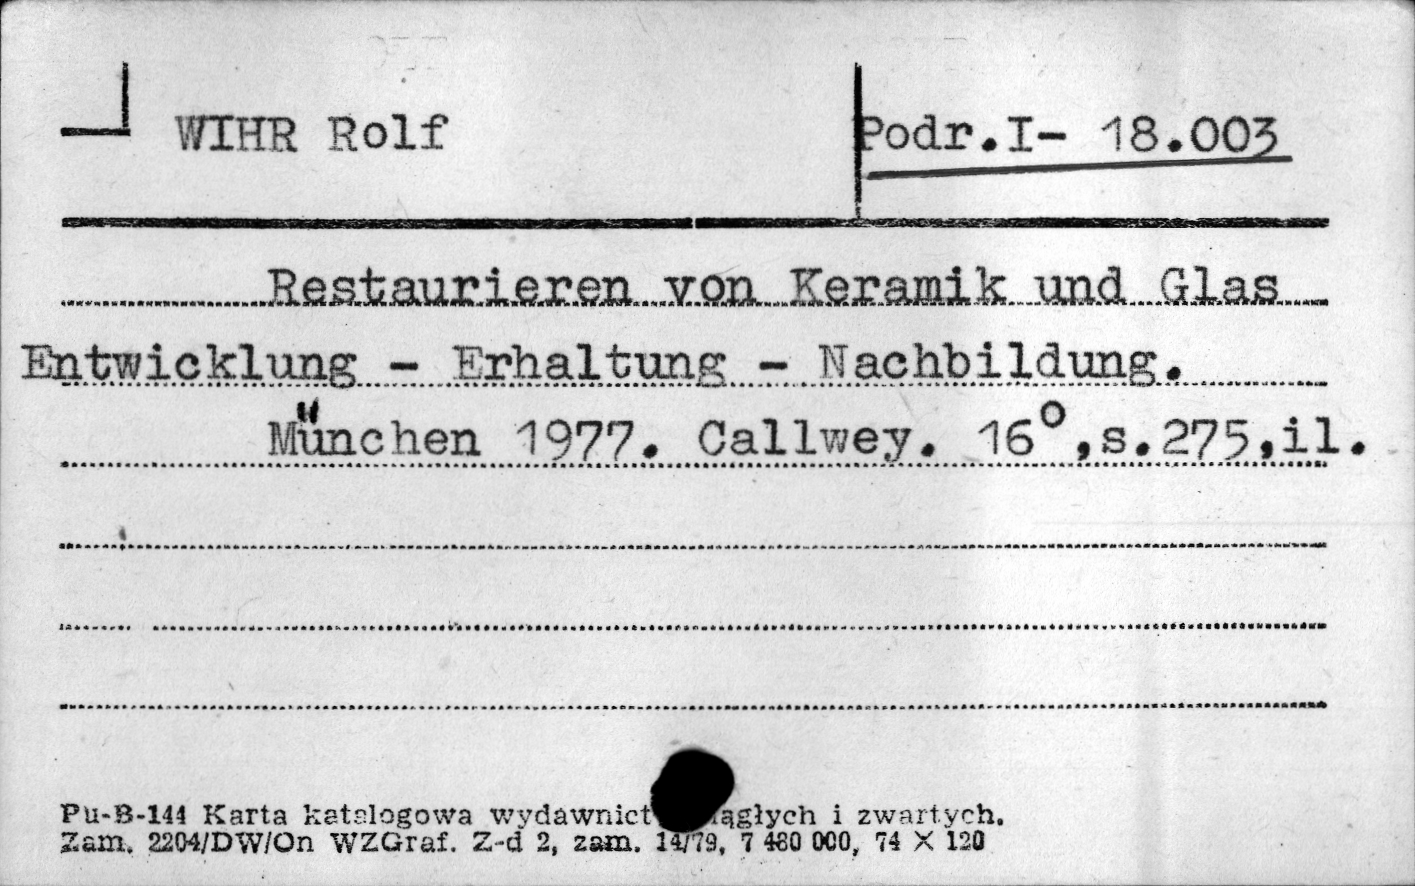 WIHR Rolf Podr.I- 18.003
Restaurieren von Keramik und Glas
Entwicklung - Erhaltung - Nachbildung.
München 1977. Callwey. 16°,s.275,il.
Pu-B-144 Karta katalogowa wydawnict i zwartych.
Zam. 2204/DW/On WZGraf. Z-d 2, zam. 14/79, 7 480 000, 74 X 120